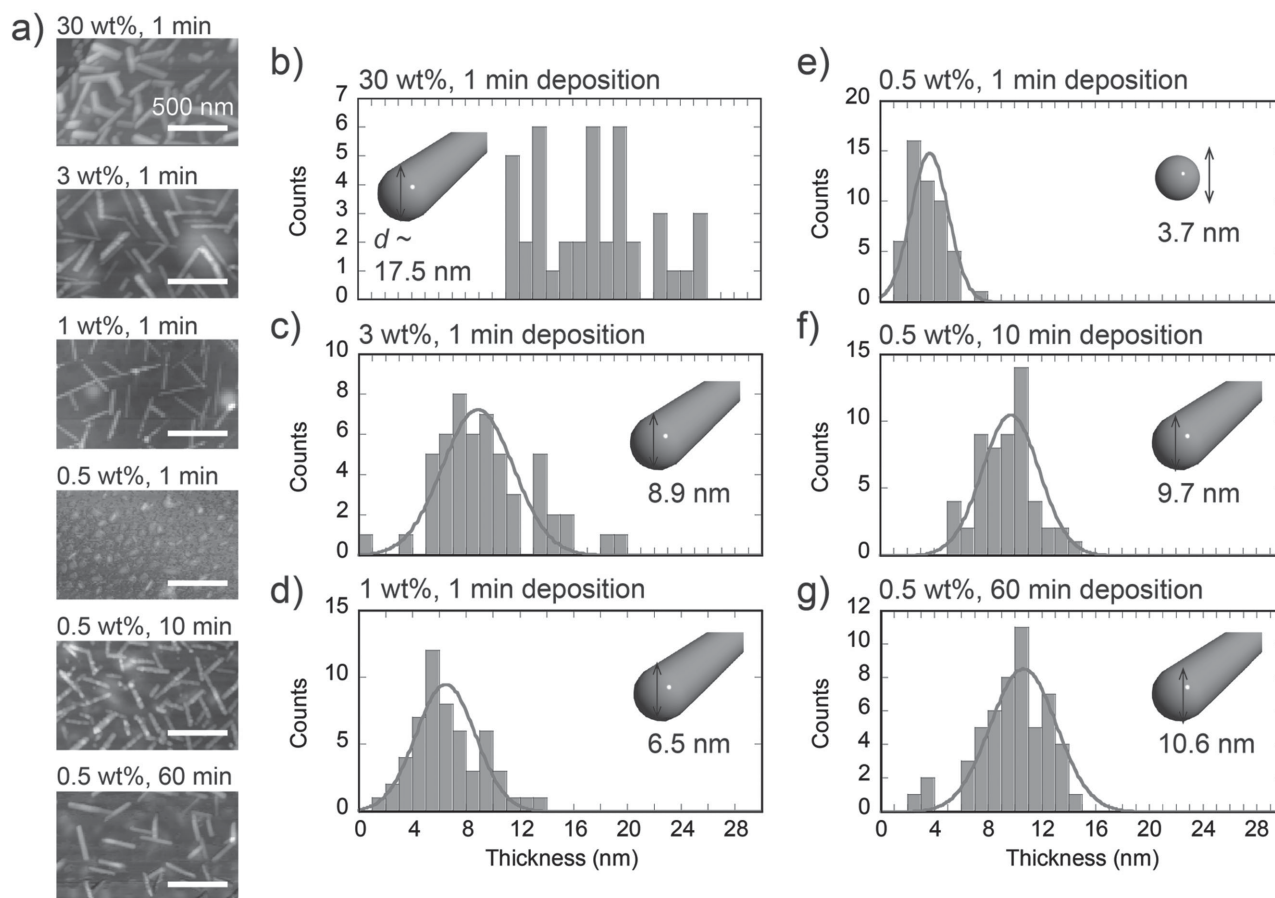 a)
30 wt%, 1 min
500 nm
3 wt%, 1 min
1 wt%, 1 min
0.5 wt%, 1 min
0.5 wt%, 10 min
0.5 wt%, 60 min
b)
30 wt%, 1 min deposition
7
6
5
4
3
2
1
0
Counts
d ~
17.5 nm
c)
3 wt%, 1 min deposition
10
8
6
4
2
0
Counts
8.9 nm
d)
1 wt%, 1 min deposition
15
10
5
0
Counts
6.5 nm
0 4 8 12 16 20 24 28
Thickness (nm)
e)
0.5 wt%, 1 min deposition
20
15
10
5
0
Counts
3.7 nm
f)
0.5 wt%, 10 min deposition
15
10
5
0
Counts
9.7 nm
g)
0.5 wt%, 60 min deposition
12
10
8
6
4
2
0
Counts
10.6 nm
0 4 8 12 16 20 24 28
Thickness (nm)